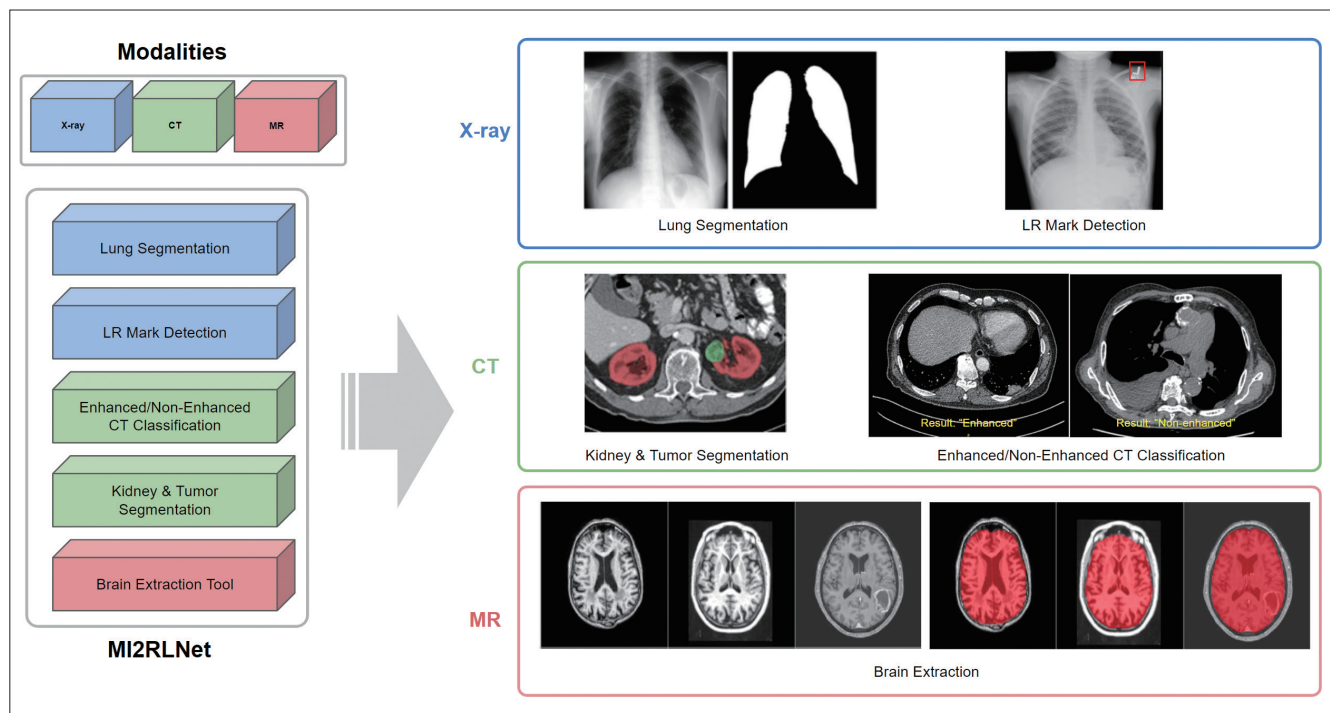 Modalities
X-ray
CT
MR
Lung Segmentation
LR Mark Detection
Enhanced/Non-Enhanced
CT Classification
Kidney & Tumor
Segmentation
Brain Extraction Tool
MI2RLNet
X-ray
Lung Segmentation
LR Mark Detection
CT
Result: "Enhanced"
Result: "Non-enhanced"
Kidney & Tumor Segmentation
Enhanced/Non-Enhanced CT Classification
MR
Brain Extraction